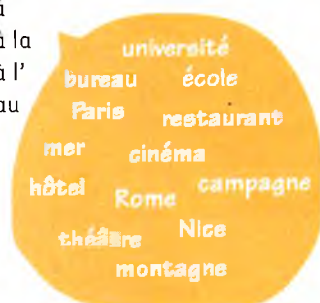 à
à la
à l'
au
université
bureau école
Paris restaurant
mer cinéma
hôtel Rome campagne
théâtre Nice
montagne